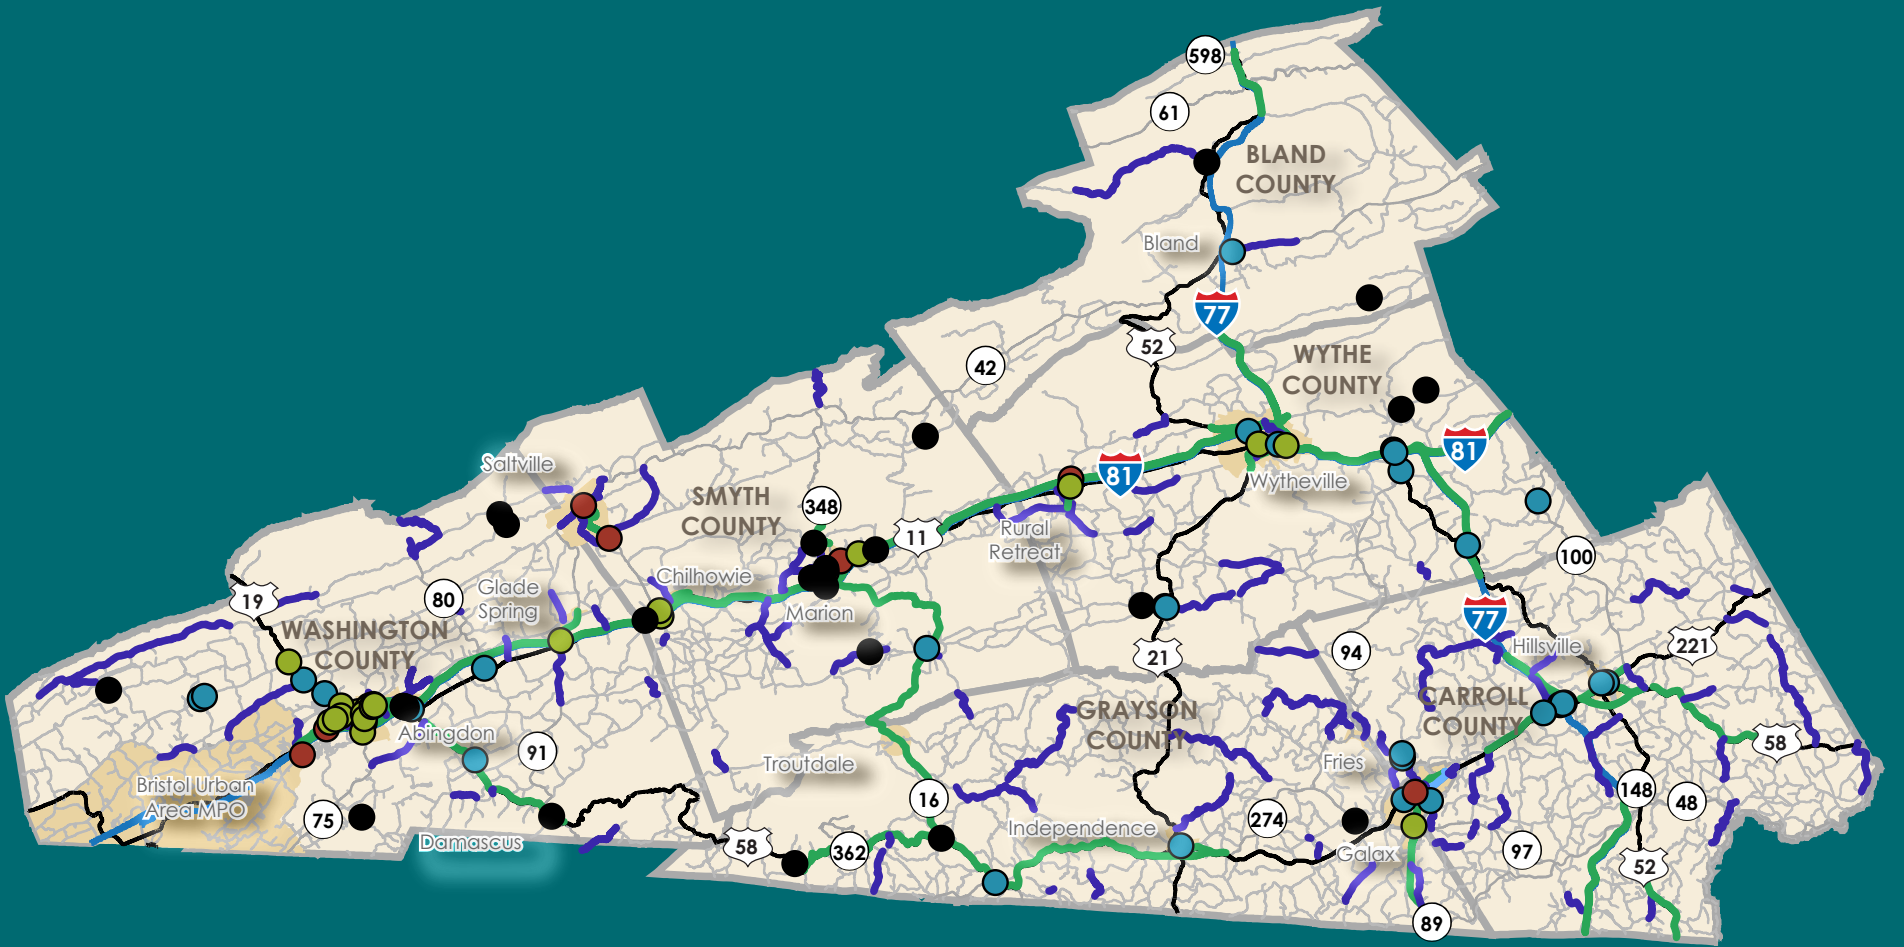 598
61
BLAND
COUNTY
Bland
77
52
42
WYTHE
COUNTY
81
81
Wytheville
Saltville
SMYTH
COUNTY
348
11
Rural
Retreat
100
19
80
Glade
Spring
Chilhowie
Marion
WASHINGTON
COUNTY
77
21
94
Hillsville
221
CARROLL
COUNTY
GRAYSON
COUNTY
Abingdon
91
58
Troutdale
Fries
Bristol Urban
Area MPO
75
16
148
48
Damascus
58
362
Independence
274
Galax
97
52
89